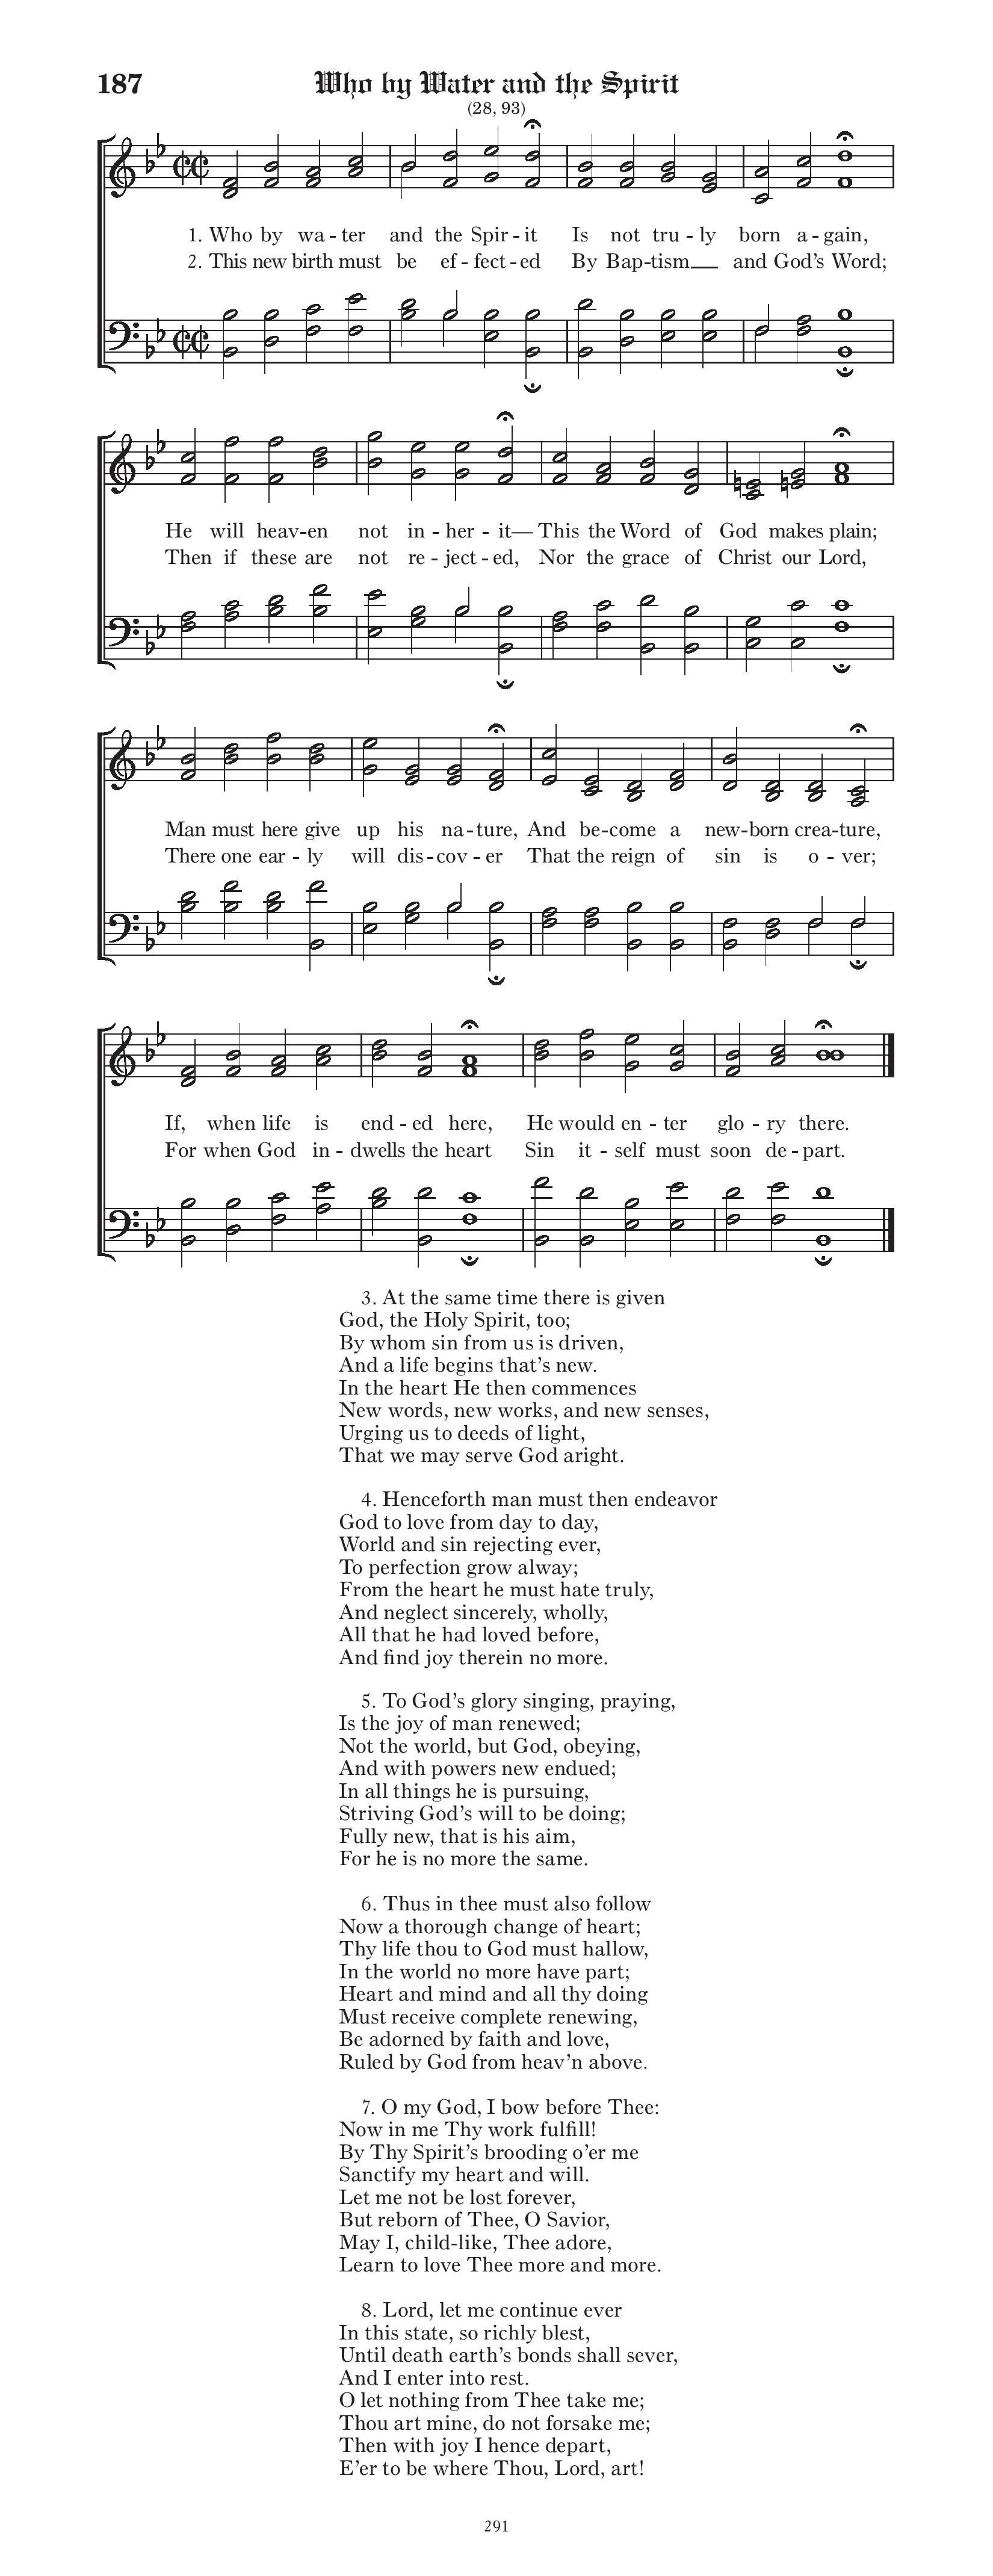 187 Who by Water and the Spirit
(28, 93)
1. Who by wa - ter and the Spir - it Is not tru - ly born a - gain,
2. This new birth must be ef - fect - ed By Bap - tism and God’s Word;
He will heav - en not in - her - it— This the Word of God makes plain;
Then if these are not re - ject - ed, Nor the grace of Christ our Lord,
Man must here give up his na - ture, And be - come a new - born crea - ture,
There one ear - ly will dis - cov - er That the reign of sin is o - ver;
If, when life is end - ed here, He would en - ter glo - ry there.
For when God in - dwells the heart Sin it - self must soon de - part.
3. At the same time there is given
God, the Holy Spirit, too;
By whom sin from us is driven,
And a life begins that’s new.
In the heart He then commences
New words, new works, and new senses,
Urging us to deeds of light,
That we may serve God aright.
4. Henceforth man must then endeavor
God to love from day to day,
World and sin rejecting ever,
To perfection grow alway;
From the heart he must hate truly,
And neglect sincerely, wholly,
All that he had loved before,
And find joy therein no more.
5. To God’s glory singing, praying,
Is the joy of man renewed;
Not the world, but God, obeying,
And with powers new endued;
In all things he is pursuing,
Striving God’s will to be doing;
Fully new, that is his aim,
For he is no more the same.
6. Thus in thee must also follow
Now a thorough change of heart;
Thy life thou to God must hallow,
In the world no more have part;
Heart and mind and all thy doing
Must receive complete renewing,
Be adorned by faith and love,
Ruled by God from heav’n above.
7. O my God, I bow before Thee:
Now in me Thy work fulfill!
By Thy Spirit’s brooding o’er me
Sanctify my heart and will.
Let me not be lost forever,
But reborn of Thee, O Savior,
May I, child-like, Thee adore,
Learn to love Thee more and more.
8. Lord, let me continue ever
In this state, so richly blest,
Until death earth’s bonds shall sever,
And I enter into rest.
O let nothing from Thee take me;
Thou art mine, do not forsake me;
Then with joy I hence depart,
E’er to be where Thou, Lord, art!
291